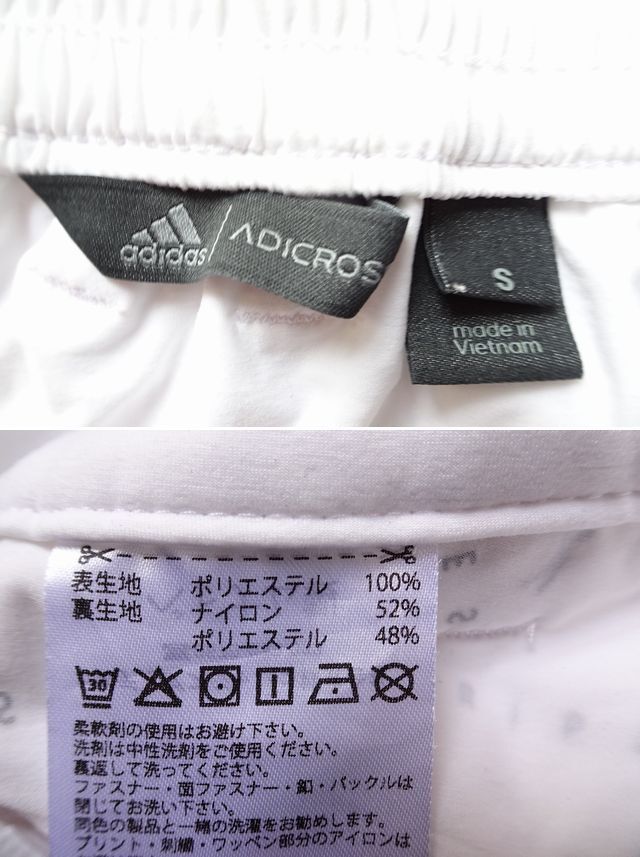 adidas
ADICROS
S
made in
Vietnam
表生地 ポリエステル 100%
裏生地 ナイロン 52%
ポリエステル 48%
30
柔軟剤の使用はお避け下さい。
洗剤は中性洗剤をご使用ください。
裏返して洗ってください。
ファスナー・面ファスナー・釦・バックルは
閉じてお洗い下さい。
同色の製品と一緒の洗濯をお勧めします。
プリント・刺繍・ワッペン部分のアイロンは